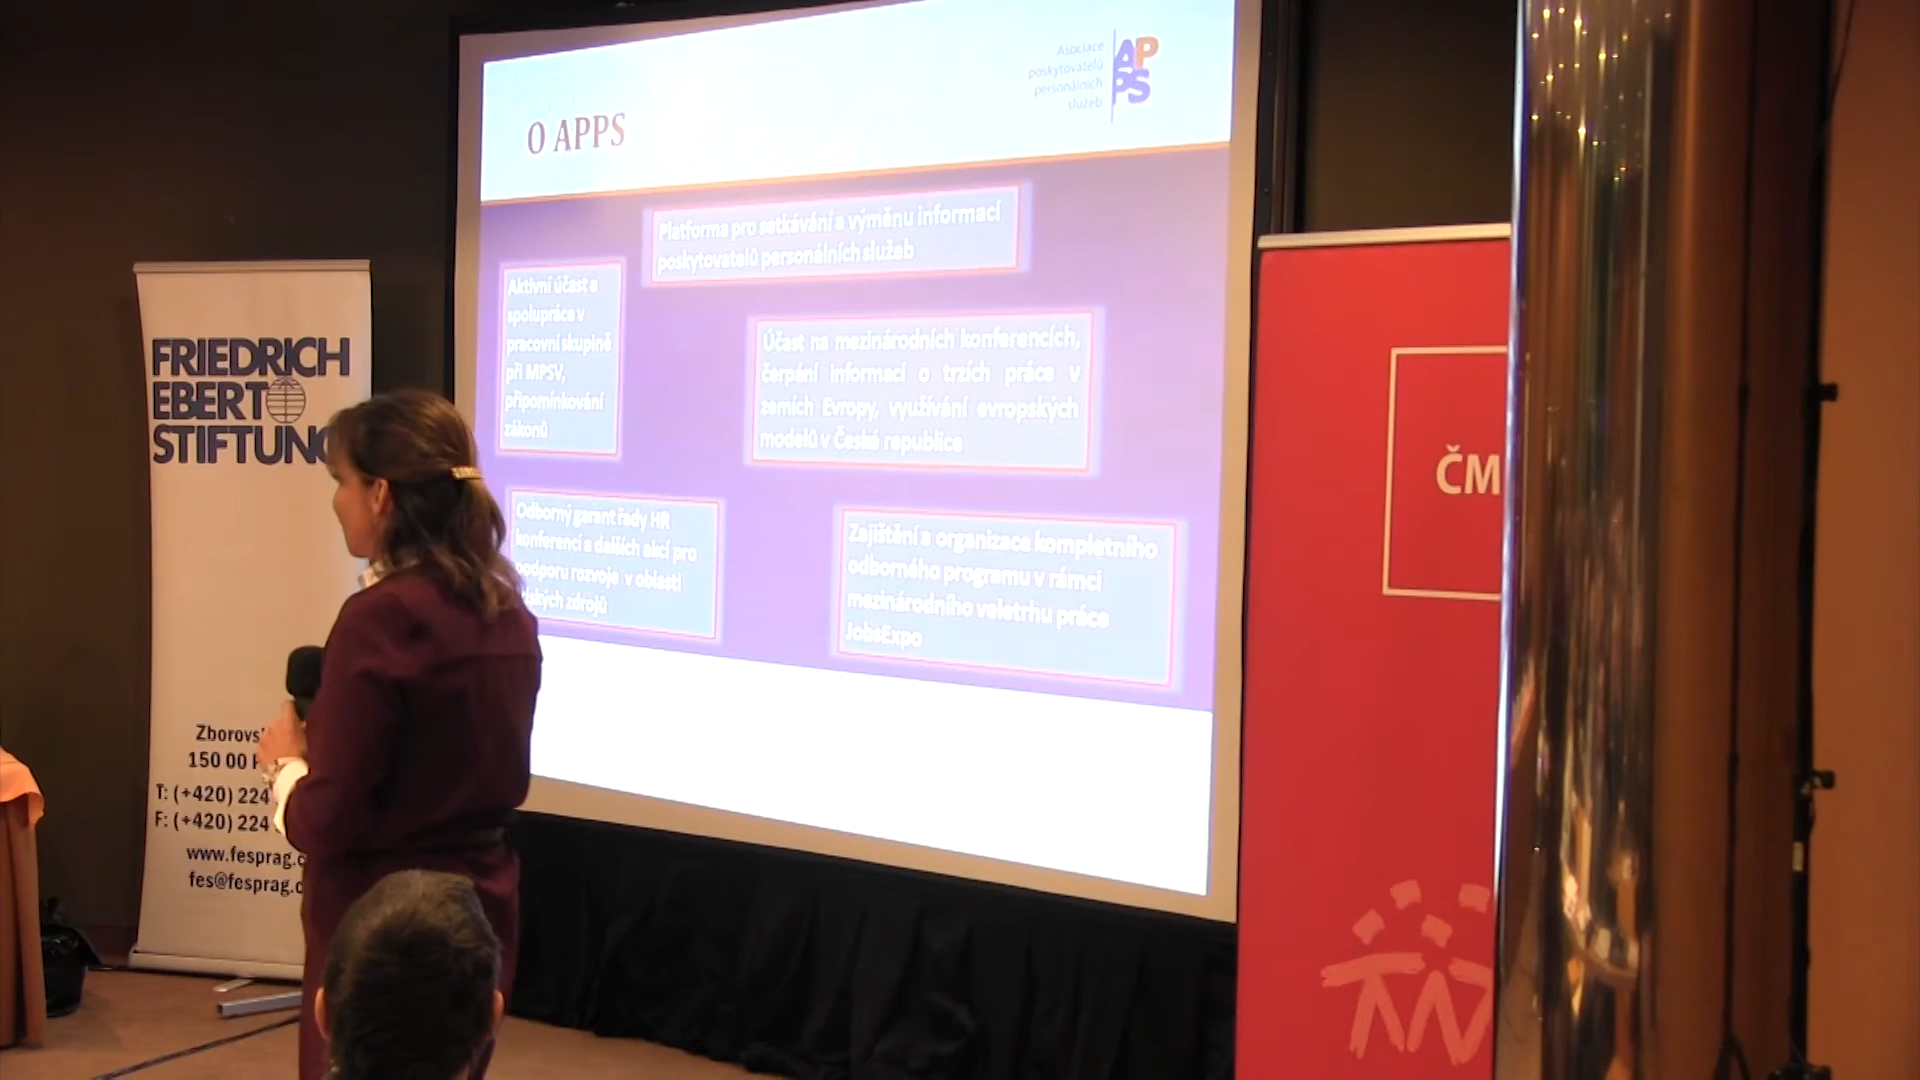 Asociace
poskytovatelů
personálních
služeb
AP
PS
O APPS
Platforma pro setkávání a výměnu informací
poskytovatelů personálních služeb
Aktivní účast a
spolupráce v
pracovní skupině
při MPSV,
připomínkování
zákonů
Účast na mezinárodních konferencích,
čerpání informací o trzích práce v
zemích Evropy, využívání evropských
modelů v České republice
Odborný garant řady HR
konferencí a dalších akcí pro
podporu rozvoje v oblasti
zdrojů
Zajištění a organizace kompletního
odborného programu v rámci
mezinárodního veletrhu práce
JobsExpo
FRIEDRICH
EBERT
STIFTUNG
Zborovs
150 00 P
T: (+420) 224
F: (+420) 224
www.fesprag.c
fes@fesprag.c
ČM